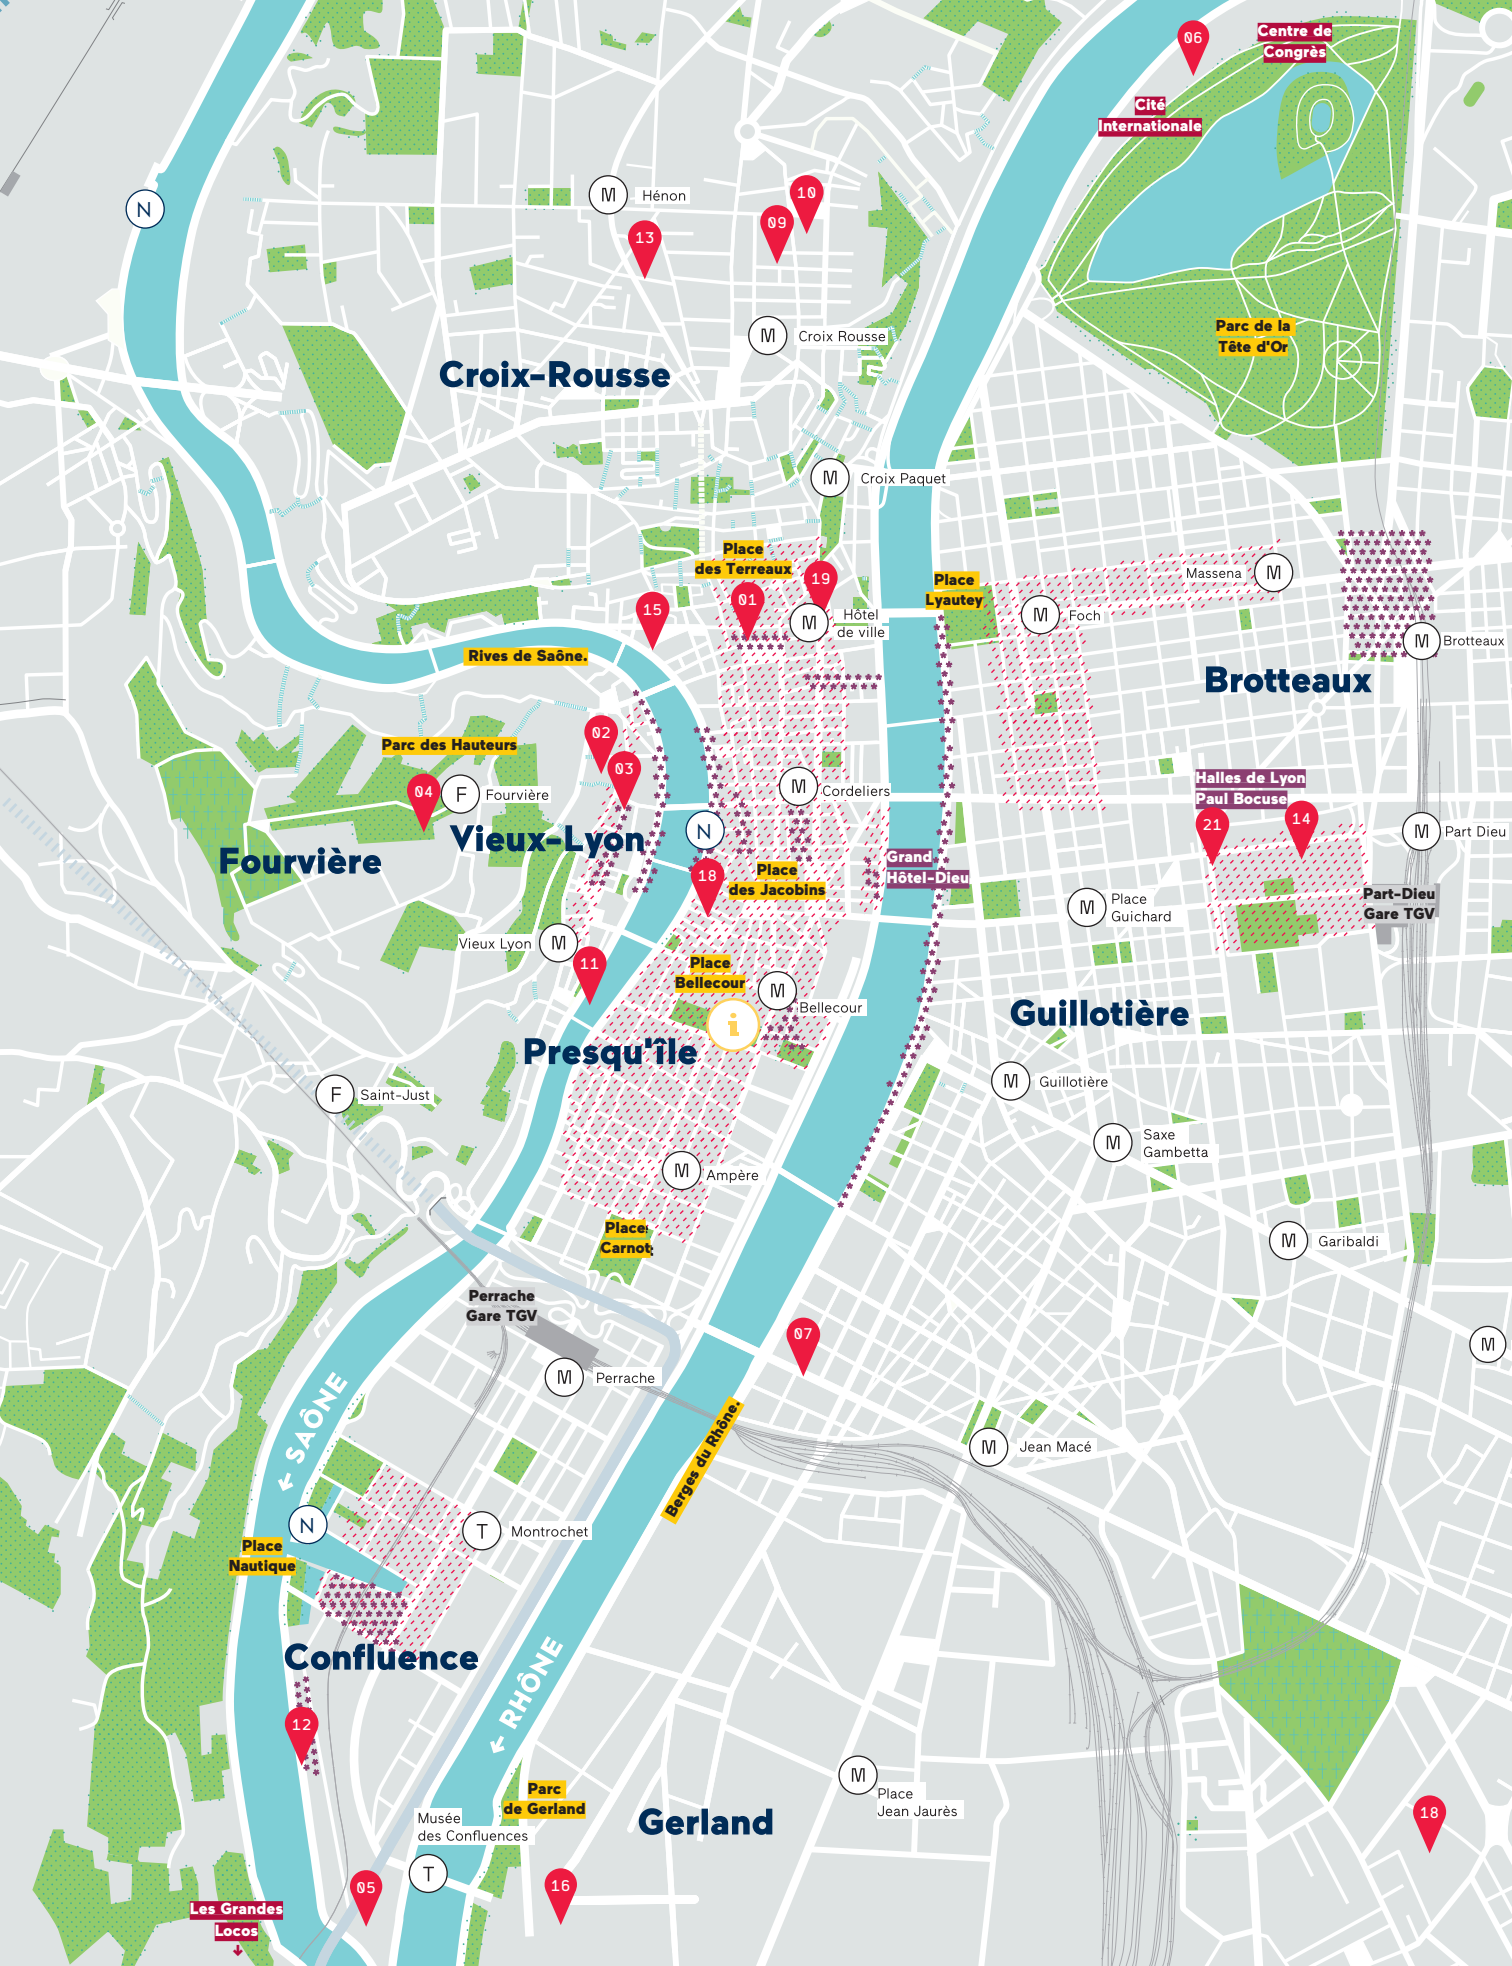 06
Centre de
Congrès
Cité
Internationale
N
M
Hénon
13
10
09
M
Croix Rousse
Parc de la
Tête d'Or
Croix-Rousse
M
Croix Paquet
Place
des Terreaux
19
01
15
M
Hôtel
de ville
Place
Lyautey
Massena
M
M
Foch
M
Brotteaux
Brotteaux
Rives de Saône.
Parc des Hauteurs
02
03
04
F
Fourvière
Vieux-Lyon
Fourvière
M
Cordeliers
N
18
Place
des Jacobins
Grand
Hôtel-Dieu
Halles de Lyon
Paul Bocuse
21
14
M
Part Dieu
Part-Dieu
Gare TGV
M
Place
Guichard
Vieux Lyon
M
11
Place
Bellecour
M
Bellecour
i
Presqu'île
Guillotière
M
Guillotière
F
Saint-Just
M
Saxe
Gambetta
M
Ampère
Place
Carnot
M
Garibaldi
Perrache
Gare TGV
M
Perrache
07
M
Berges du Rhône.
M
Jean Macé
← SAÔNE
N
Place
Nautique
T
Montrochet
Confluence
← RHÔNE
12
M
Place
Jean Jaurès
Parc
de Gerland
Gerland
Musée
des Confluences
T
18
05
16
Les Grandes
Locos
↓